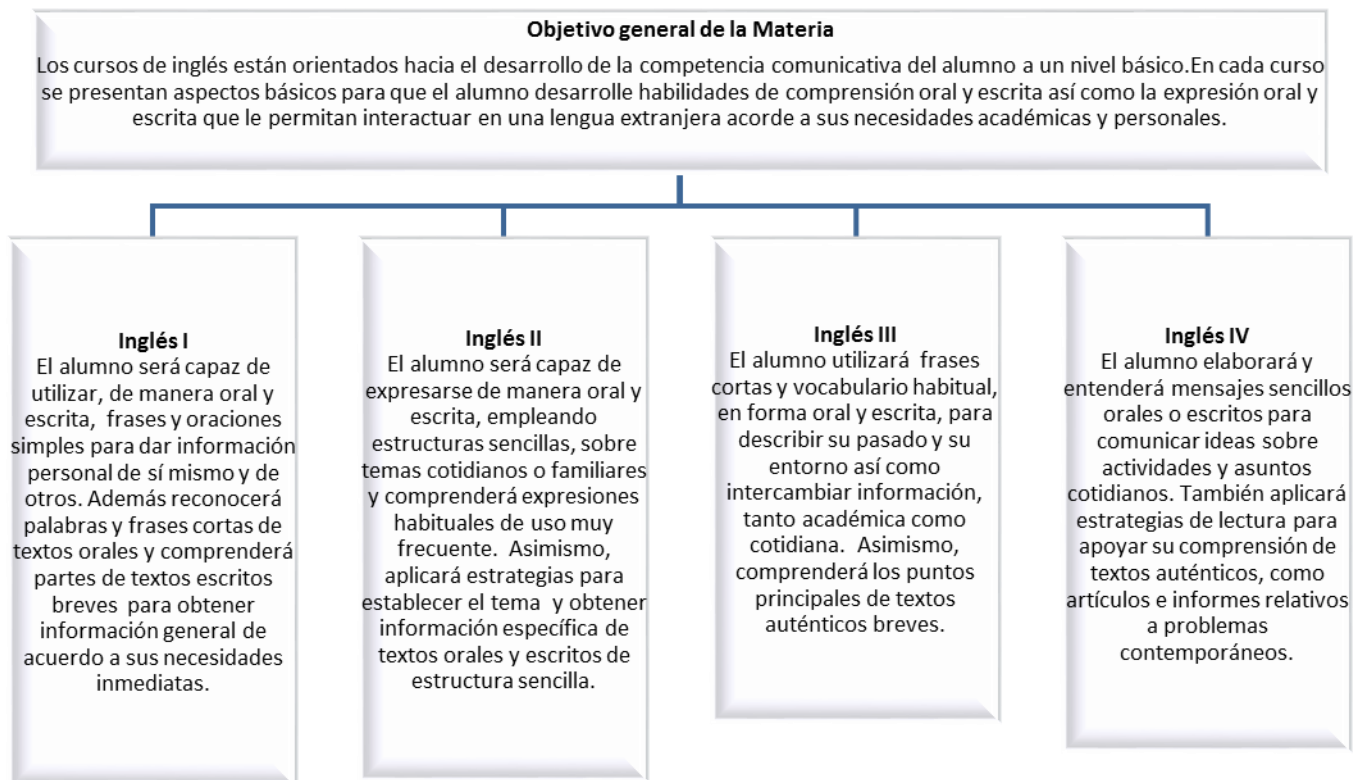 Objetivo general de la Materia
Los cursos de inglés están orientados hacia el desarrollo de la competencia comunicativa del alumno a un nivel básico.En cada curso
se presentan aspectos básicos para que el alumno desarrolle habilidades de comprensión oral y escrita así como la expresión oral y
escrita que le permitan interactuar en una lengua extranjera acorde a sus necesidades académicas y personales.
Inglés I
El alumno será capaz de
utilizar, de manera oral y
escrita, frases y oraciones
simples para dar información
personal de sí mismo y de
otros. Además reconocerá
palabras y frases cortas de
textos orales y comprenderá
partes de textos escritos
breves para obtener
información general de
acuerdo a sus necesidades
inmediatas.
Inglés II
El alumno será capaz de
expresarse de manera oral y
escrita, empleando
estructuras sencillas, sobre
temas cotidianos o familiares
y comprenderá expresiones
habituales de uso muy
frecuente. Asimismo,
aplicará estrategias para
establecer el tema y obtener
información específica de
textos orales y escritos de
estructura sencilla.
Inglés III
El alumno utilizará frases
cortas y vocabulario habitual,
en forma oral y escrita, para
describir su pasado y su
entorno así como
intercambiar información,
tanto académica como
cotidiana. Asimismo,
comprenderá los puntos
principales de textos
auténticos breves.
Inglés IV
El alumno elaborará y
entenderá mensajes sencillos
orales o escritos para
comunicar ideas sobre
actividades y asuntos
cotidianos. También aplicará
estrategias de lectura para
apoyar su comprensión de
textos auténticos, como
artículos e informes relativos
a problemas
contemporáneos.